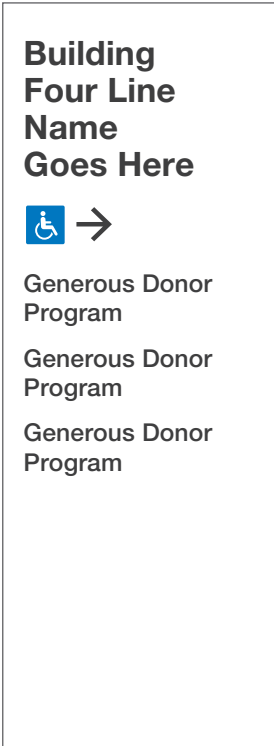 Building
Four Line
Name
Goes Here
Generous Donor
Program
Generous Donor
Program
Generous Donor
Program